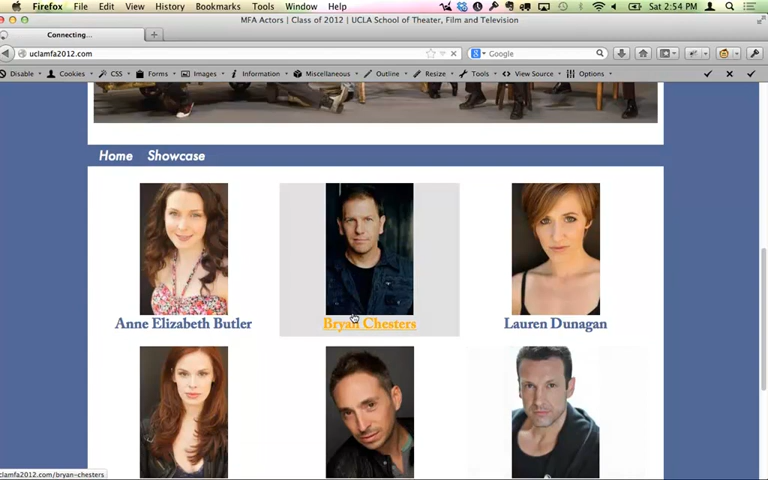 Firefox File Edit View History Bookmarks Tools Window Help Sat 2:54 PM
MFA Actors | Class of 2012 | UCLA School of Theater, Film and Television
Connecting...
uclamfa2012.com Google
Disable Cookies CSS Forms Images Information Miscellaneous Outline Resize Tools View Source Options
Home Showcase
Anne Elizabeth Butler Bryan Chesters Lauren Dunagan
clamfa2012.com/bryan-chesters